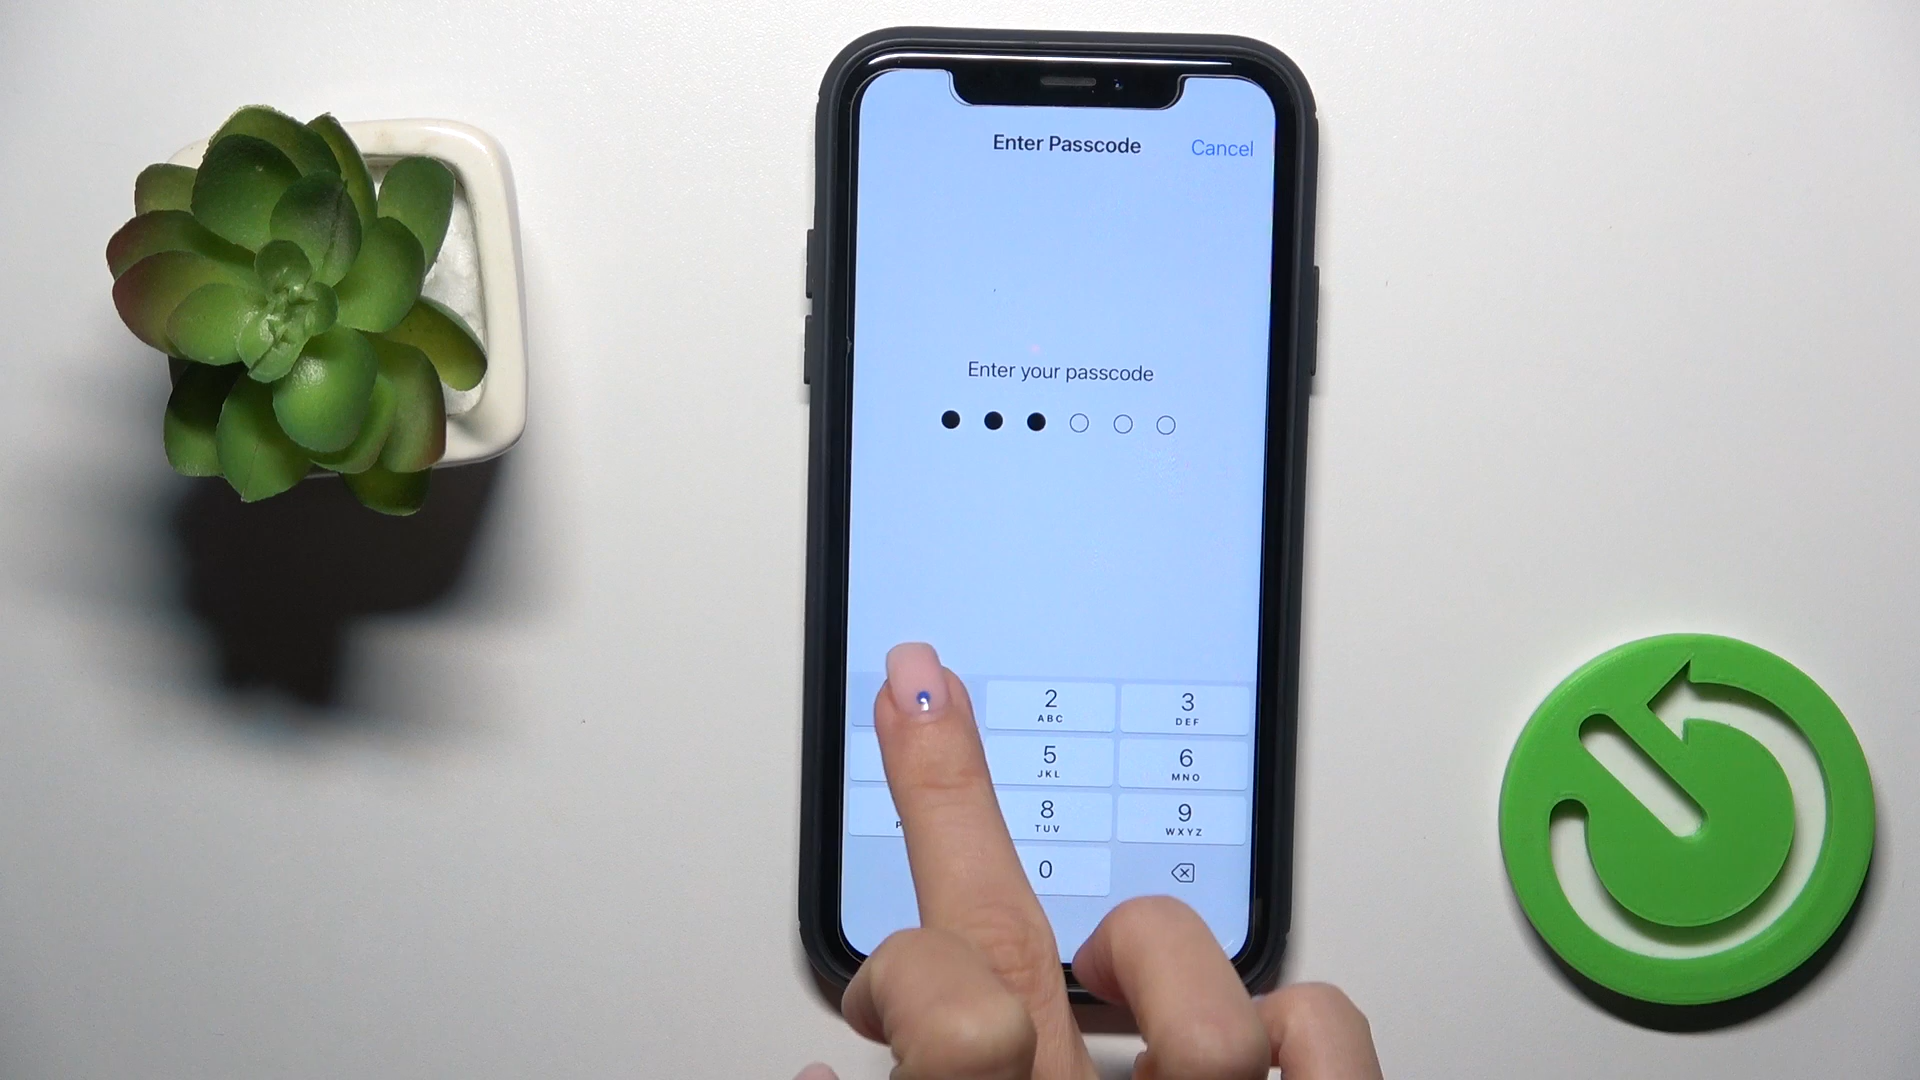 Enter Passcode
Cancel
Enter your passcode
2
ABC
3
DEF
5
JKL
6
MNO
P
8
TUV
9
WXYZ
0